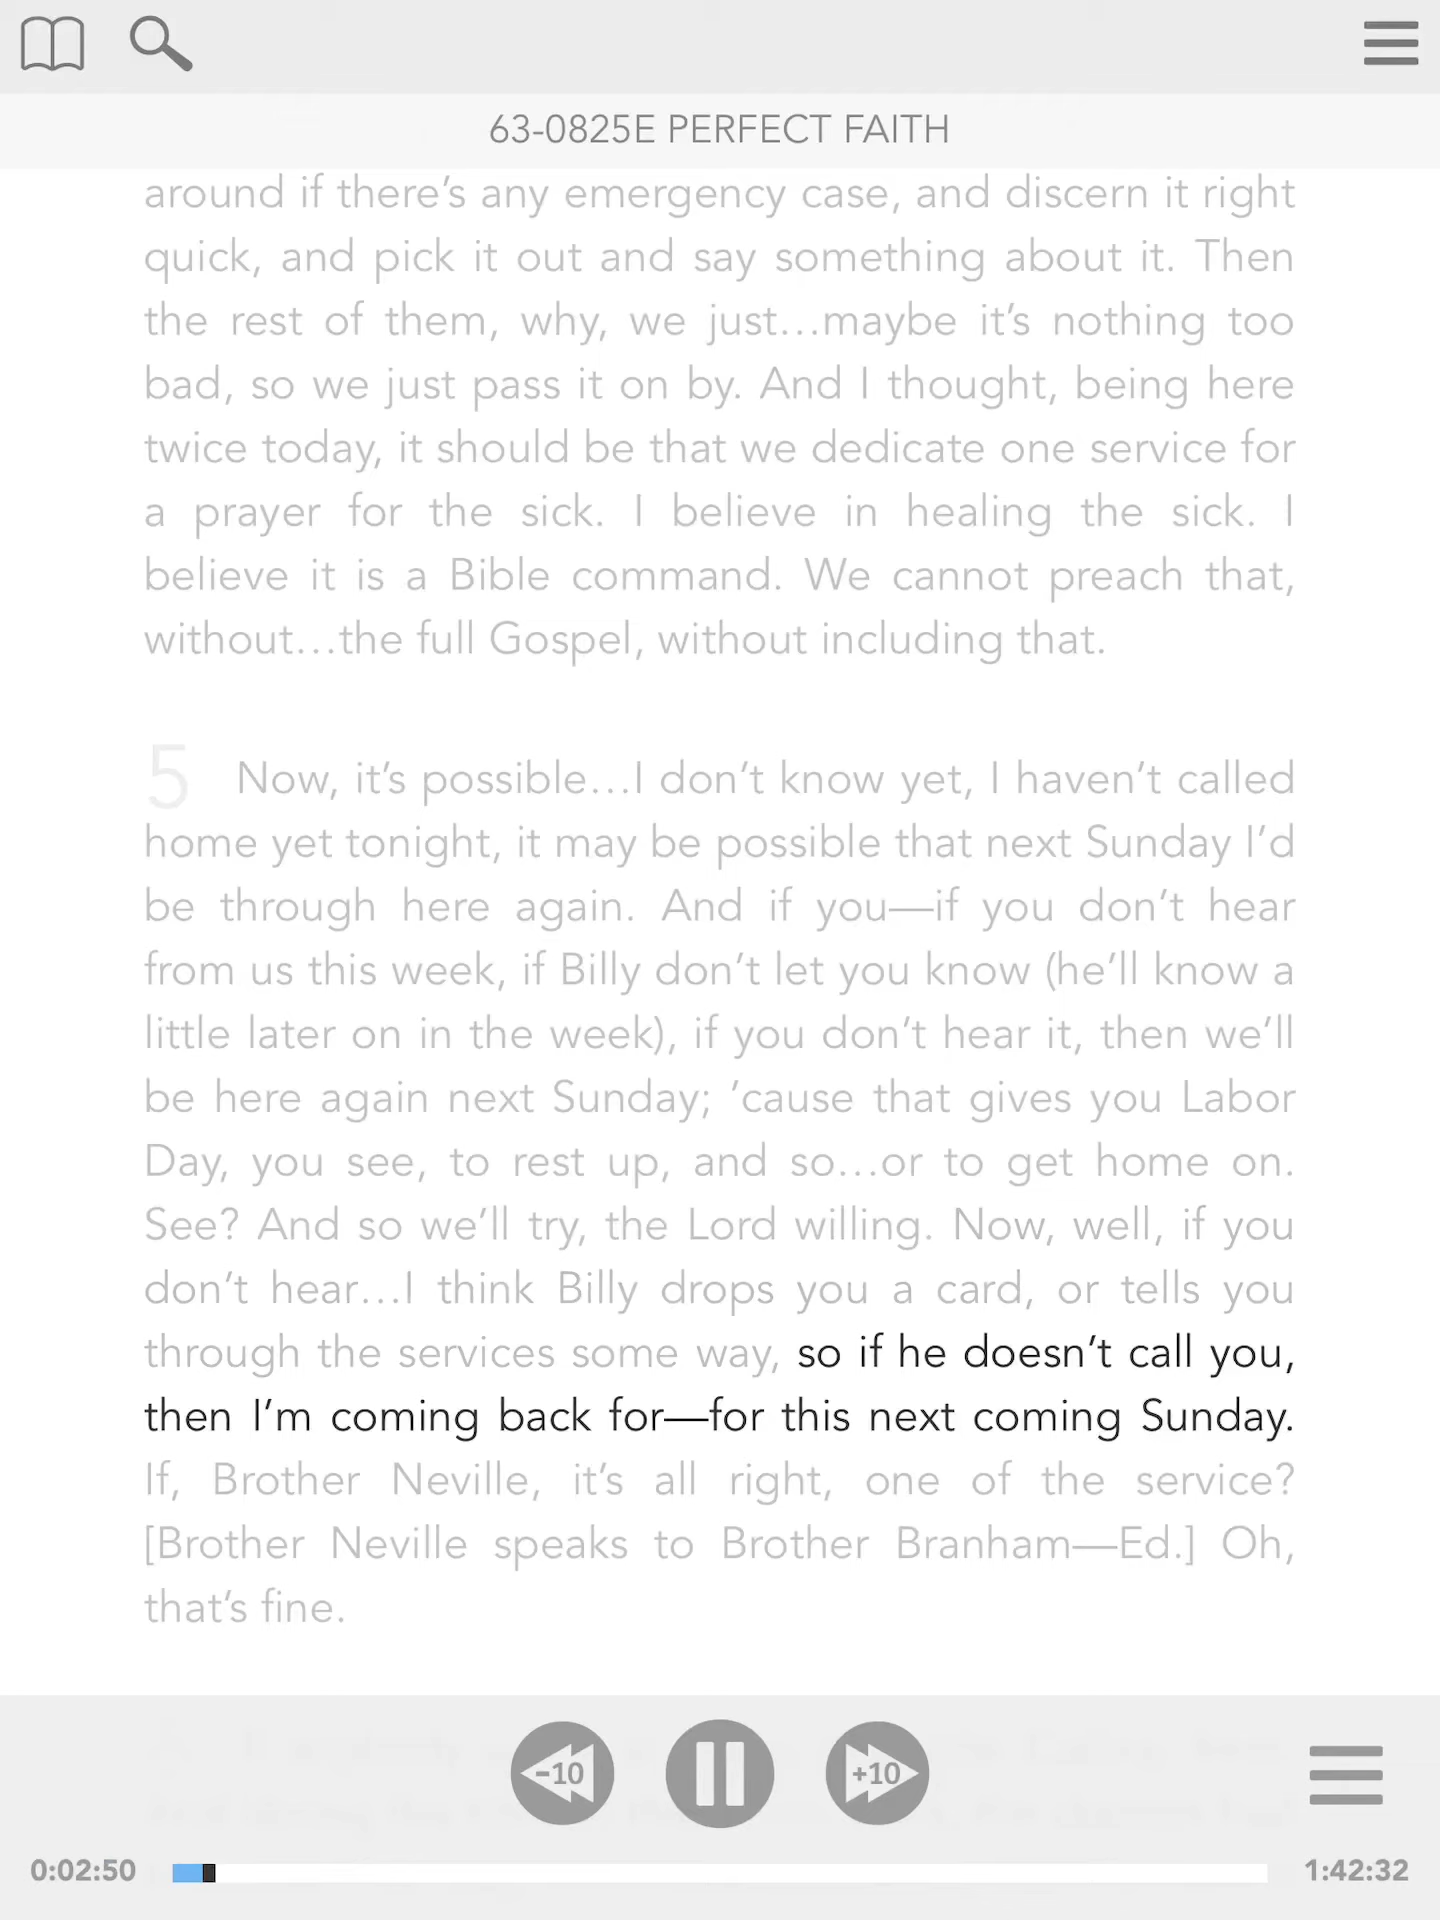 63-0825E PERFECT FAITH
around if there’s any emergency case, and discern it right
quick, and pick it out and say something about it. Then
the rest of them, why, we just…maybe it’s nothing too
bad, so we just pass it on by. And I thought, being here
twice today, it should be that we dedicate one service for
a prayer for the sick. I believe in healing the sick. I
believe it is a Bible command. We cannot preach that,
without…the full Gospel, without including that.
5 Now, it’s possible…I don’t know yet, I haven’t called
home yet tonight, it may be possible that next Sunday I’d
be through here again. And if you—if you don’t hear
from us this week, if Billy don’t let you know (he’ll know a
little later on in the week), if you don’t hear it, then we’ll
be here again next Sunday; ’cause that gives you Labor
Day, you see, to rest up, and so…or to get home on.
See? And so we’ll try, the Lord willing. Now, well, if you
don’t hear…I think Billy drops you a card, or tells you
through the services some way, so if he doesn’t call you,
then I’m coming back for—for this next coming Sunday.
If, Brother Neville, it’s all right, one of the service?
[Brother Neville speaks to Brother Branham—Ed.] Oh,
that’s fine.
-10 +10
0:02:50 1:42:32